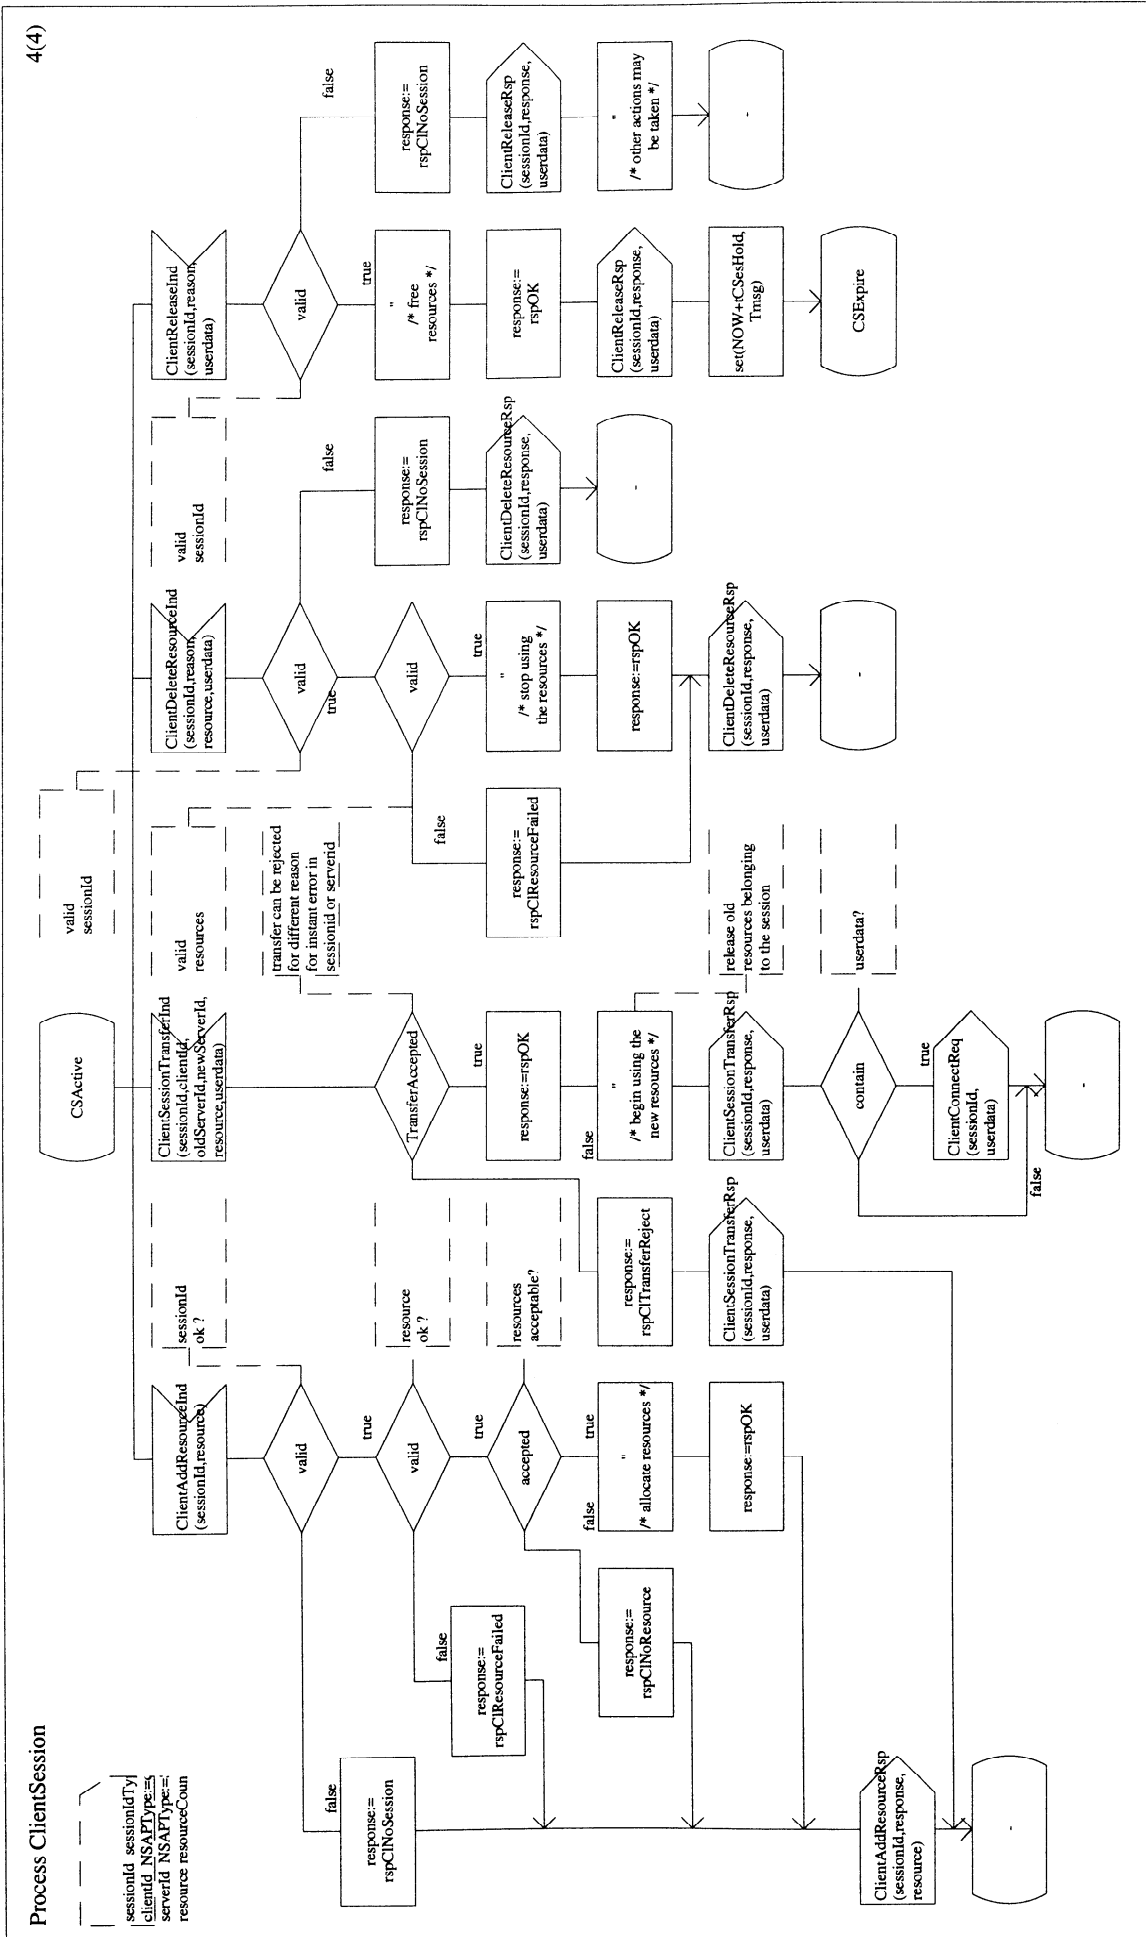 Process ClientSession
4(4)
sessionId sessionIdTy
clientId NSAPType:=
serverId NSAPType:=
resource resourceCoun
CSActive
ClientAddResourceInd
(sessionId,resource)
sessionId
ok ?
valid
false
true
response:=
rspClNoSession
resource
ok ?
valid
false
true
response:=
rspClResourceFailed
resources
acceptable?
accepted
false
true
response:=
rspClNoResource
"
/* allocate resources */
response:=rspOK
ClientAddResourceRsp
(sessionId,response,
resource)
-
ClientSessionTransferInd
(sessionId,clientId,
oldServerId,newServerId,
resource,userdata)
transfer can be rejected
for different reason
for instant error in
sessionid or serverid
TransferAccepted
false
true
response:=
rspClTransferReject
ClientSessionTransferRsp
(sessionId,response,
userdata)
response:=rspOK
"
/* begin using the
new resources */
release old
resources belonging
to the session
ClientSessionTransferRsp
(sessionId,response,
userdata)
userdata?
contain
false
true
ClientConnectReq
(sessionId,
userdata)
-
ClientDeleteResourceInd
(sessionId,reason,
resource,userdata)
valid
sessionId
valid
true
false
valid
resources
valid
false
true
response:=
rspClResourceFailed
"
/* stop using
the resources */
response:=rspOK
ClientDeleteResourceRsp
(sessionId,response,
userdata)
-
response:=
rspClNoSession
ClientDeleteResourceRsp
(sessionId,response,
userdata)
-
ClientReleaseInd
(sessionId,reason,
userdata)
valid
sessionId
valid
true
false
"
/* free
resources */
response:=
rspOK
ClientReleaseRsp
(sessionId,response,
userdata)
set(NOW+tCSesHold,
Tmsg)
CSExpire
response:=
rspClNoSession
ClientReleaseRsp
(sessionId,response,
userdata)
"
/* other actions may
be taken */
-